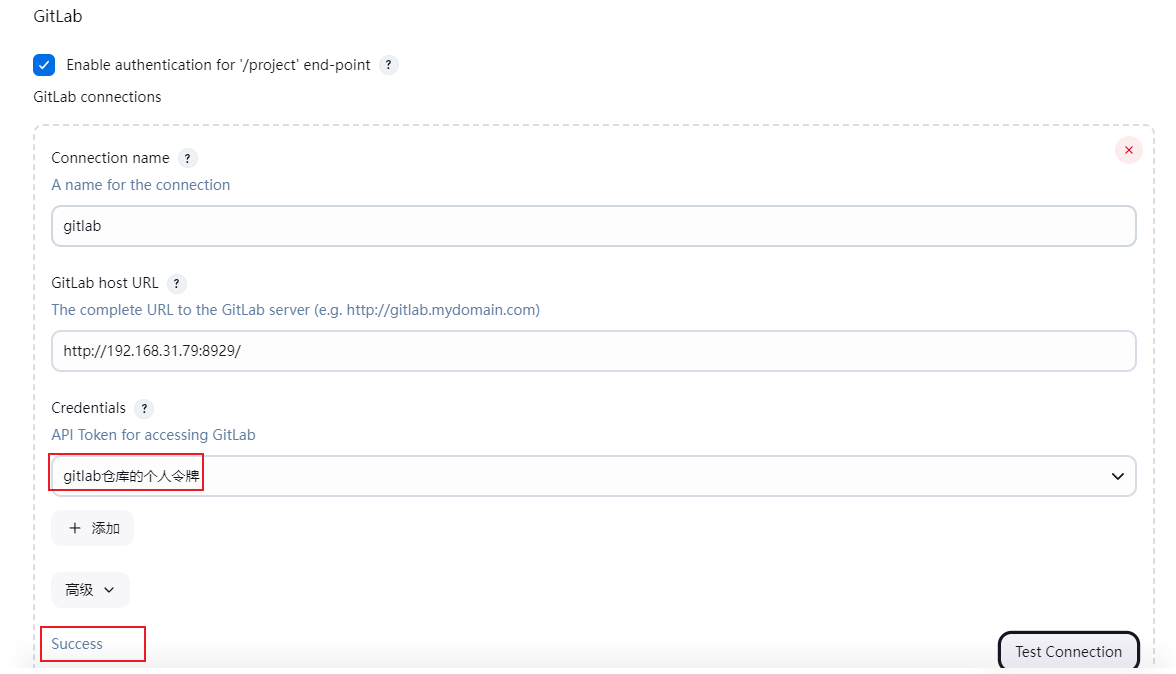 GitLab
Enable authentication for '/project' end-point ?
GitLab connections
Connection name ?
A name for the connection
gitlab
GitLab host URL ?
The complete URL to the GitLab server (e.g. http://gitlab.mydomain.com)
http://192.168.31.79:8929/
Credentials ?
API Token for accessing GitLab
gitlab仓库的个人令牌
添加
高级
Success
Test Connection